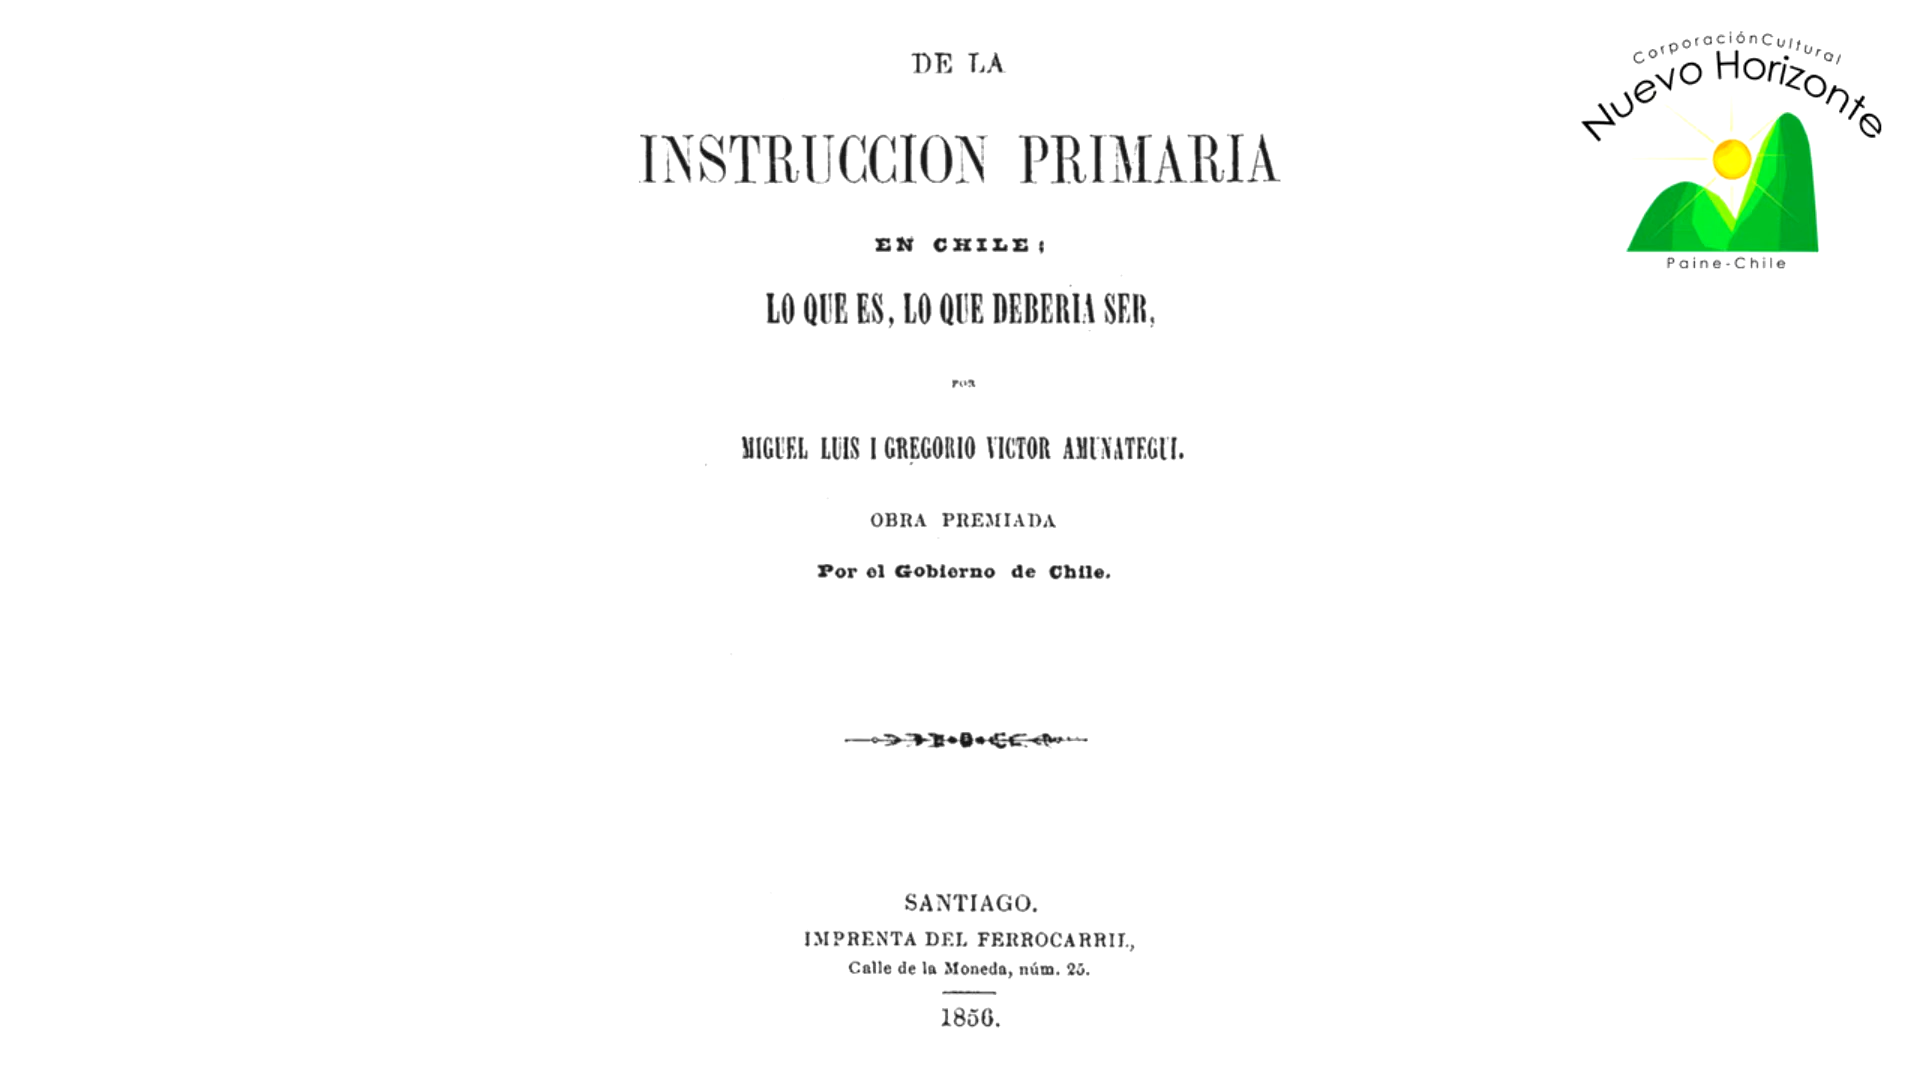 DE LA
INSTRUCCION PRIMARIA
EN CHILE;
LO QUE ES, LO QUE DEBERIA SER,
POR
MIGUEL LUIS I GREGORIO VICTOR AMUNATEGUI.
OBRA PREMIADA
Por el Gobierno de Chile.
SANTIAGO.
IMPRENTA DEL FERROCARRIL,
Calle de la Moneda, núm. 25.
1856.
CorporaciónCultural
Nuevo Horizonte
Paine-Chile